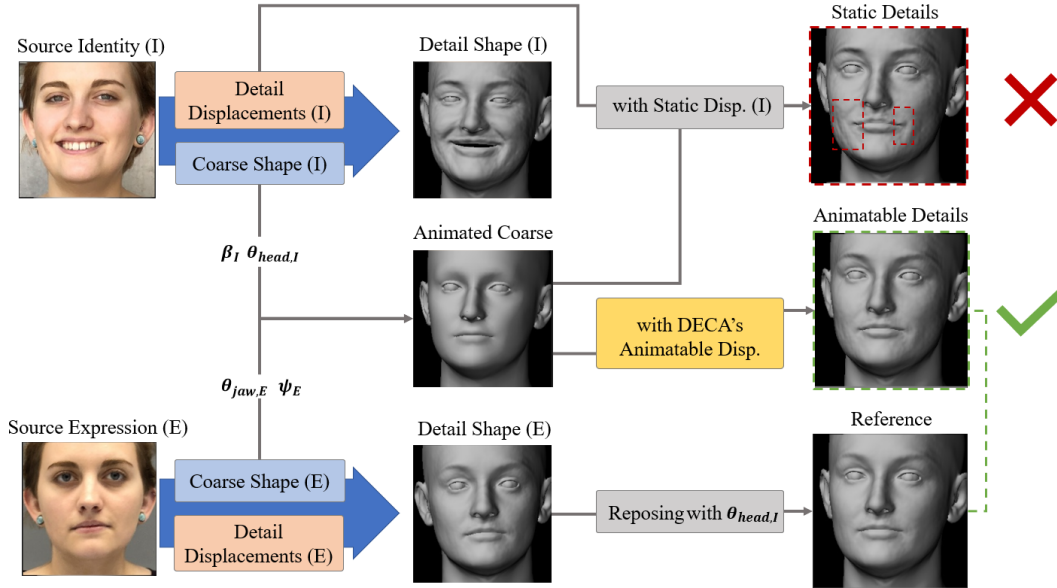 Static Details
Source Identity (I)
Detail Shape (I)
Detail
Displacements (I)
with Static Disp. (I)
Coarse Shape (I)
Animated Coarse
Animatable Details
β_I θ_head,I
with DECA's
Animatable Disp.
θ_jaw,E ψ_E
Source Expression (E)
Detail Shape (E)
Reference
Coarse Shape (E)
Reposing with θ_head,I
Detail
Displacements (E)